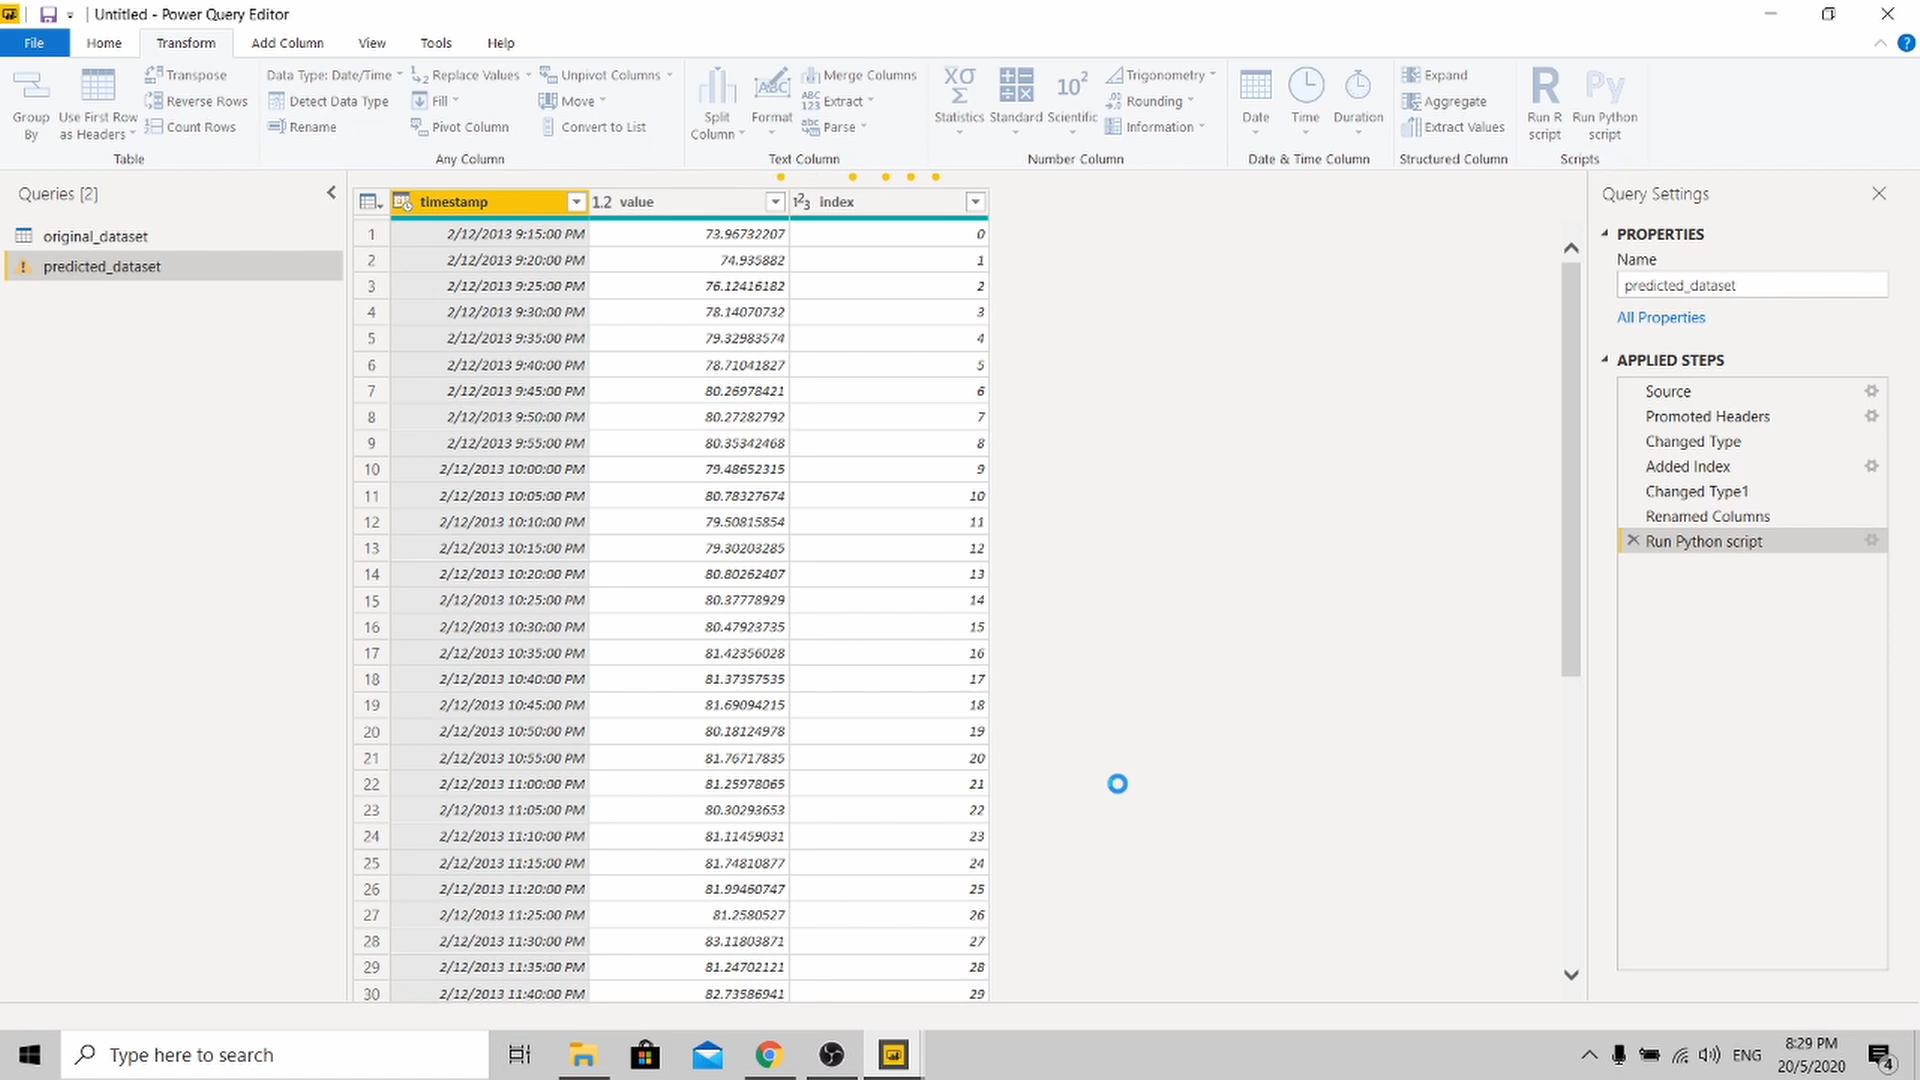 Untitled - Power Query Editor
File Home Transform Add Column View Tools Help
Group By
Use First Row as Headers
Transpose
Reverse Rows
Count Rows
Table
Data Type: Date/Time
Detect Data Type
Rename
Replace Values
Fill
Pivot Column
Unpivot Columns
Move
Convert to List
Any Column
Split Column
ABC
Format
Merge Columns
ABC 123 Extract
abc Parse
Text Column
XΣ Statistics
Standard
10² Scientific
Trigonometry
Rounding
Information
Number Column
Date
Time
Duration
Date & Time Column
Expand
Aggregate
Extract Values
Structured Column
R
Run R script
Py
Run Python script
Scripts
Queries [2]
original_dataset
predicted_dataset
timestamp 1.2 value 1²3 index
1 2/12/2013 9:15:00 PM 73.96732207 0
2 2/12/2013 9:20:00 PM 74.935882 1
3 2/12/2013 9:25:00 PM 76.12416182 2
4 2/12/2013 9:30:00 PM 78.14070732 3
5 2/12/2013 9:35:00 PM 79.32983574 4
6 2/12/2013 9:40:00 PM 78.71041827 5
7 2/12/2013 9:45:00 PM 80.26978421 6
8 2/12/2013 9:50:00 PM 80.27282792 7
9 2/12/2013 9:55:00 PM 80.35342468 8
10 2/12/2013 10:00:00 PM 79.48652315 9
11 2/12/2013 10:05:00 PM 80.78327674 10
12 2/12/2013 10:10:00 PM 79.50815854 11
13 2/12/2013 10:15:00 PM 79.30203285 12
14 2/12/2013 10:20:00 PM 80.80262407 13
15 2/12/2013 10:25:00 PM 80.37778929 14
16 2/12/2013 10:30:00 PM 80.47923735 15
17 2/12/2013 10:35:00 PM 81.42356028 16
18 2/12/2013 10:40:00 PM 81.37357535 17
19 2/12/2013 10:45:00 PM 81.69094215 18
20 2/12/2013 10:50:00 PM 80.18124978 19
21 2/12/2013 10:55:00 PM 81.76717835 20
22 2/12/2013 11:00:00 PM 81.25978065 21
23 2/12/2013 11:05:00 PM 80.30293653 22
24 2/12/2013 11:10:00 PM 81.11459031 23
25 2/12/2013 11:15:00 PM 81.74810877 24
26 2/12/2013 11:20:00 PM 81.99460747 25
27 2/12/2013 11:25:00 PM 81.2580527 26
28 2/12/2013 11:30:00 PM 83.11803871 27
29 2/12/2013 11:35:00 PM 81.24702121 28
30 2/12/2013 11:40:00 PM 82.73586941 29
Query Settings
PROPERTIES
Name
predicted_dataset
All Properties
APPLIED STEPS
Source
Promoted Headers
Changed Type
Added Index
Changed Type1
Renamed Columns
Run Python script
Type here to search
ENG
8:29 PM
20/5/2020
4